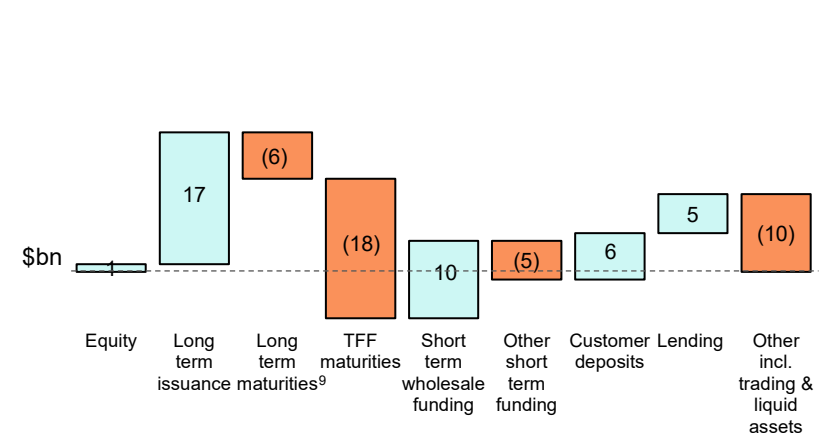 17
(6)
(18)
5
(10)
6
(5)
10
$bn
1
Equity
Long
term
issuance
Long
term
maturities⁹
TFF
maturities
Short
term
wholesale
funding
Other
short
term
funding
Customer
deposits
Lending
Other
incl.
trading &
liquid
assets